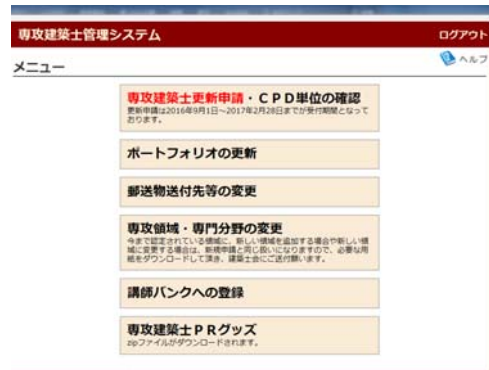 専攻建築士管理システム
ログアウト
ヘルプ
メニュー
専攻建築士更新申請・ＣＰＤ単位の確認
更新申請は2016年9月1日～2017年2月28日までが受付期間となって
おります。
ポートフォリオの更新
郵送物送付先等の変更
専攻領域・専門分野の変更
今まで認定されている領域に、新しい領域を追加する場合や新しい領
域に変更する場合は、新規申請と同じ扱いになりますので、必要な用
紙をダウンロードして頂き、建築士会にご送付願います。
講師バンクへの登録
専攻建築士ＰＲグッズ
zipファイルがダウンロードされます。